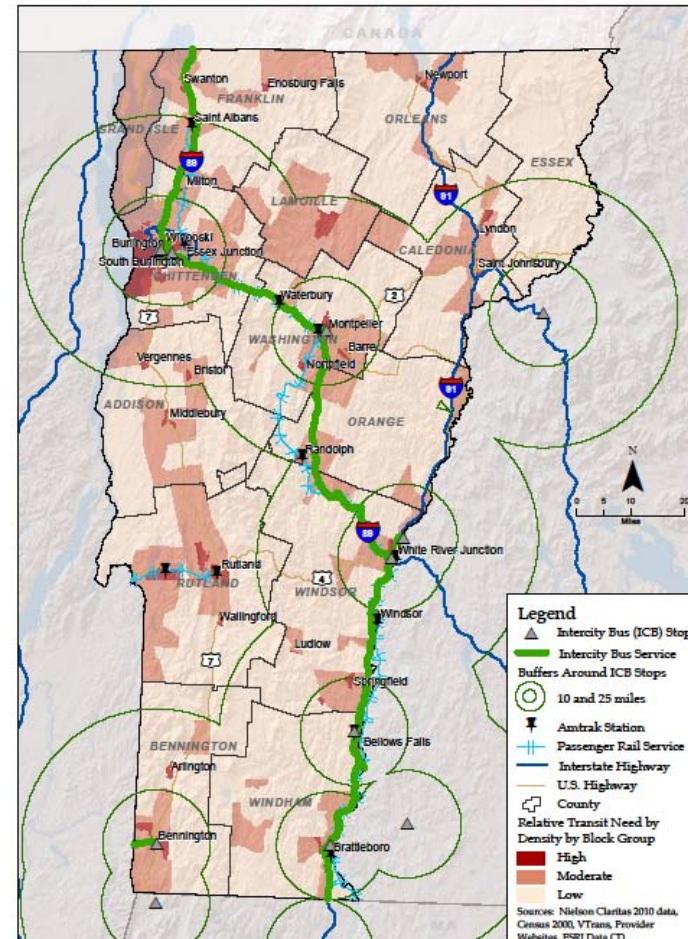 CANADA
Swanton
Enosburg Falls
Newport
FRANKLIN
Saint Albans
ORLEANS
GRAND ISLE
ESSEX
89
Milton
91
LAMOILLE
Lyndon
Winooski
Burlington
Essex Junction
CALEDONIA
South Burlington
Saint Johnsbury
CHITTENDEN
Waterbury
2
7
Montpelier
WASHINGTON
Barre
Vergennes
Northfield
Bristol
91
ADDISON
Middlebury
ORANGE
Randolph
N
0 5 10 20
Miles
89
White River Junction
Rutland
RUTLAND
4
WINDSOR
Wallingford
Windsor
7
Ludlow
Springfield
BENNINGTON
Bellows Falls
Arlington
WINDHAM
Bennington
Brattleboro
MA
Legend
Intercity Bus (ICB) Stop
Intercity Bus Service
Buffers Around ICB Stops
10 and 25 miles
Amtrak Station
Passenger Rail Service
Interstate Highway
U.S. Highway
County
Relative Transit Need by
Density by Block Group
High
Moderate
Low
Sources: Nielson Claritas 2010 data,
Census 2000, VTrans, Provider
Websites, ESRI Data CD